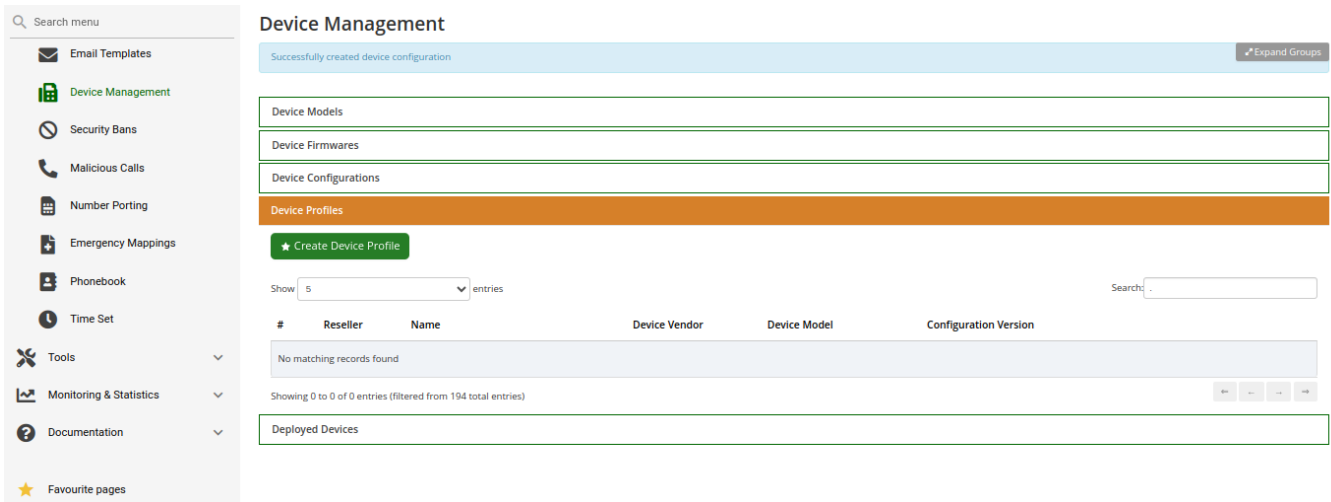 Search menu
Email Templates
Device Management
Security Bans
Malicious Calls
Number Porting
Emergency Mappings
Phonebook
Time Set
Tools
Monitoring & Statistics
Documentation
Favourite pages
Device Management
Successfully created device configuration
Expand Groups
Device Models
Device Firmwares
Device Configurations
Device Profiles
Create Device Profile
Show 5 entries
Search: .
# Reseller Name Device Vendor Device Model Configuration Version
No matching records found
Showing 0 to 0 of 0 entries (filtered from 194 total entries)
⇤ ← → ⇥
Deployed Devices